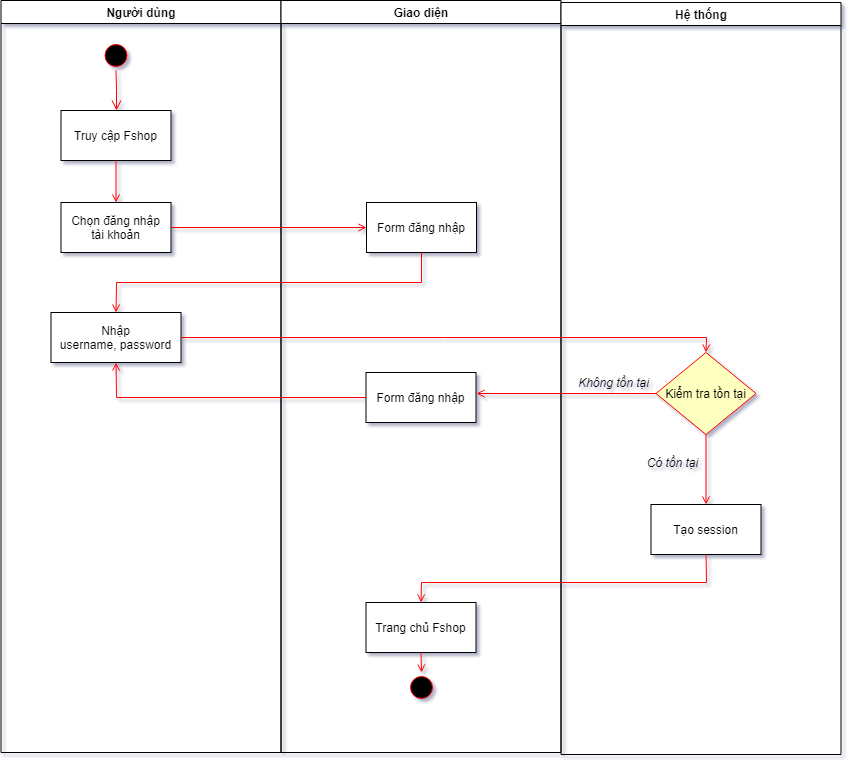 Người dùng
Giao diện
Hệ thống
Truy cập Fshop
Chọn đăng nhập
tải khoản
Form đăng nhập
Nhập
username, password
Không tồn tại
Kiểm tra tồn tại
Form đăng nhập
Có tồn tại
Tạo session
Trang chủ Fshop